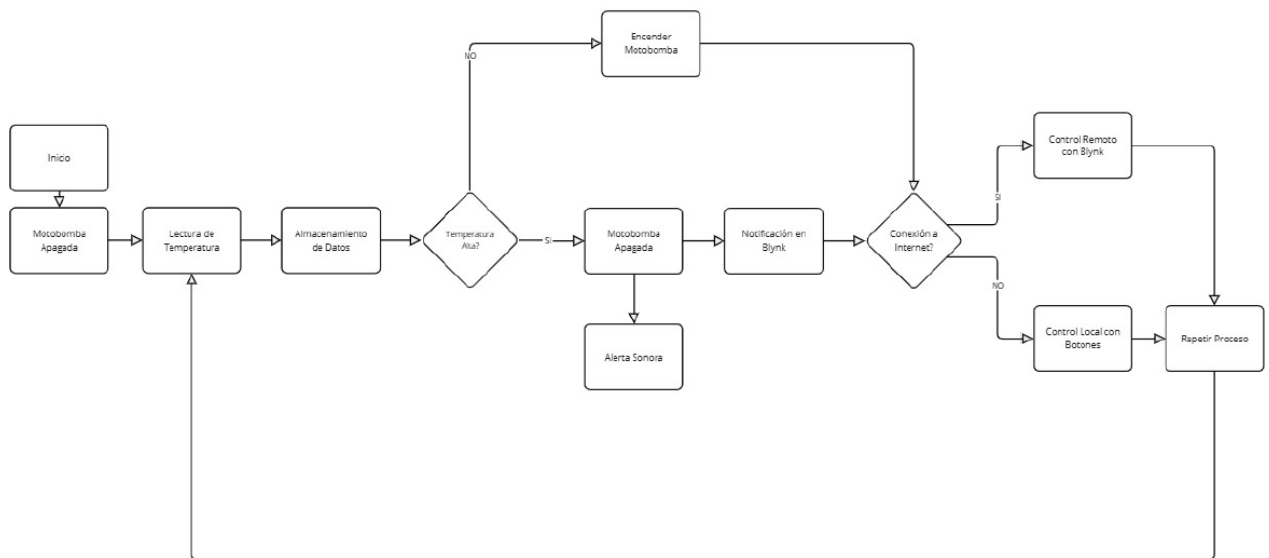 Encender
Motobomba
NO
Inicio
Control Remoto
con Blynk
SI
Motobomba
Apagada
Lectura de
Temperatura
Almacenamiento
de Datos
Temperatura
Alta?
SI
Motobomba
Apagada
Notificación en
Blynk
Conexión a
Internet?
NO
Alerta Sonora
Control Local con
Botones
Repetir Proceso